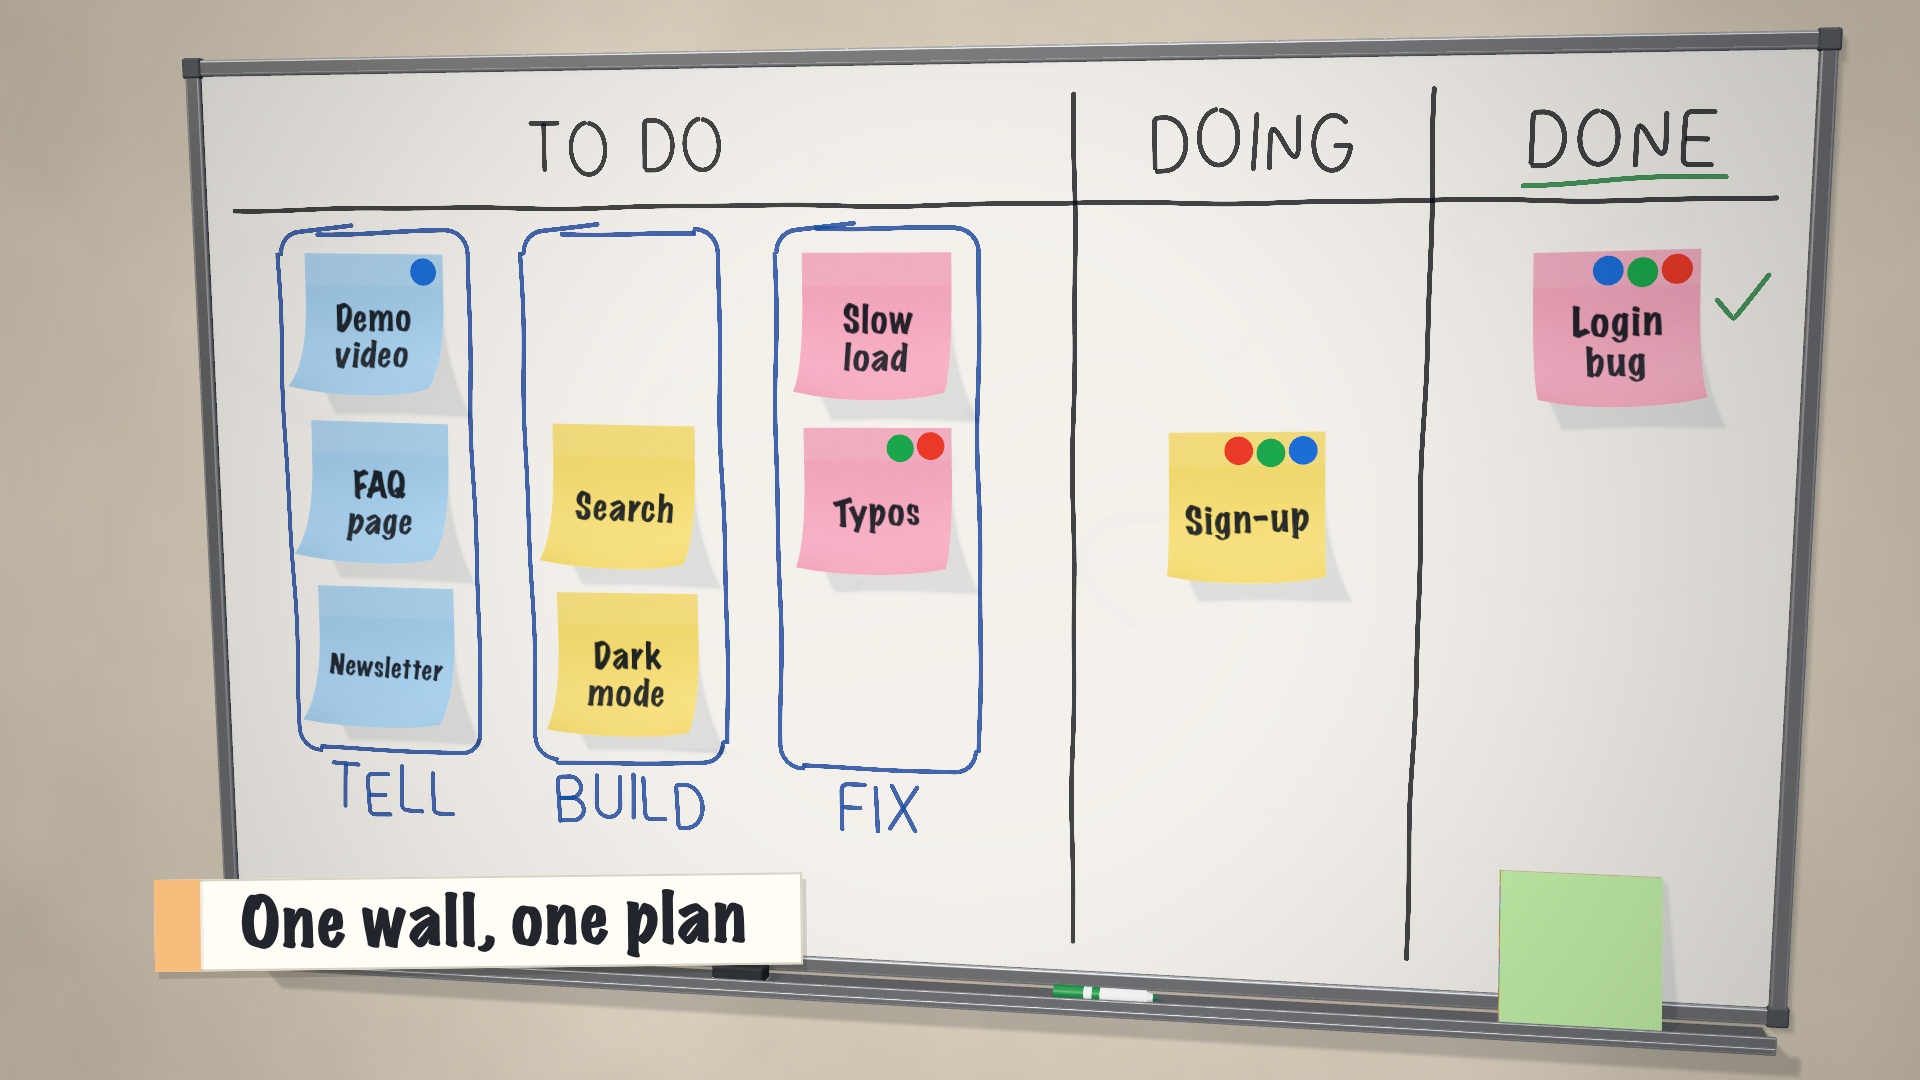 TO DO
DOING
DONE
Demo
video
FAQ
page
Newsletter
TELL
Search
Dark
mode
BUILD
Slow
load
Typos
FIX
Sign-up
Login
bug
One wall, one plan